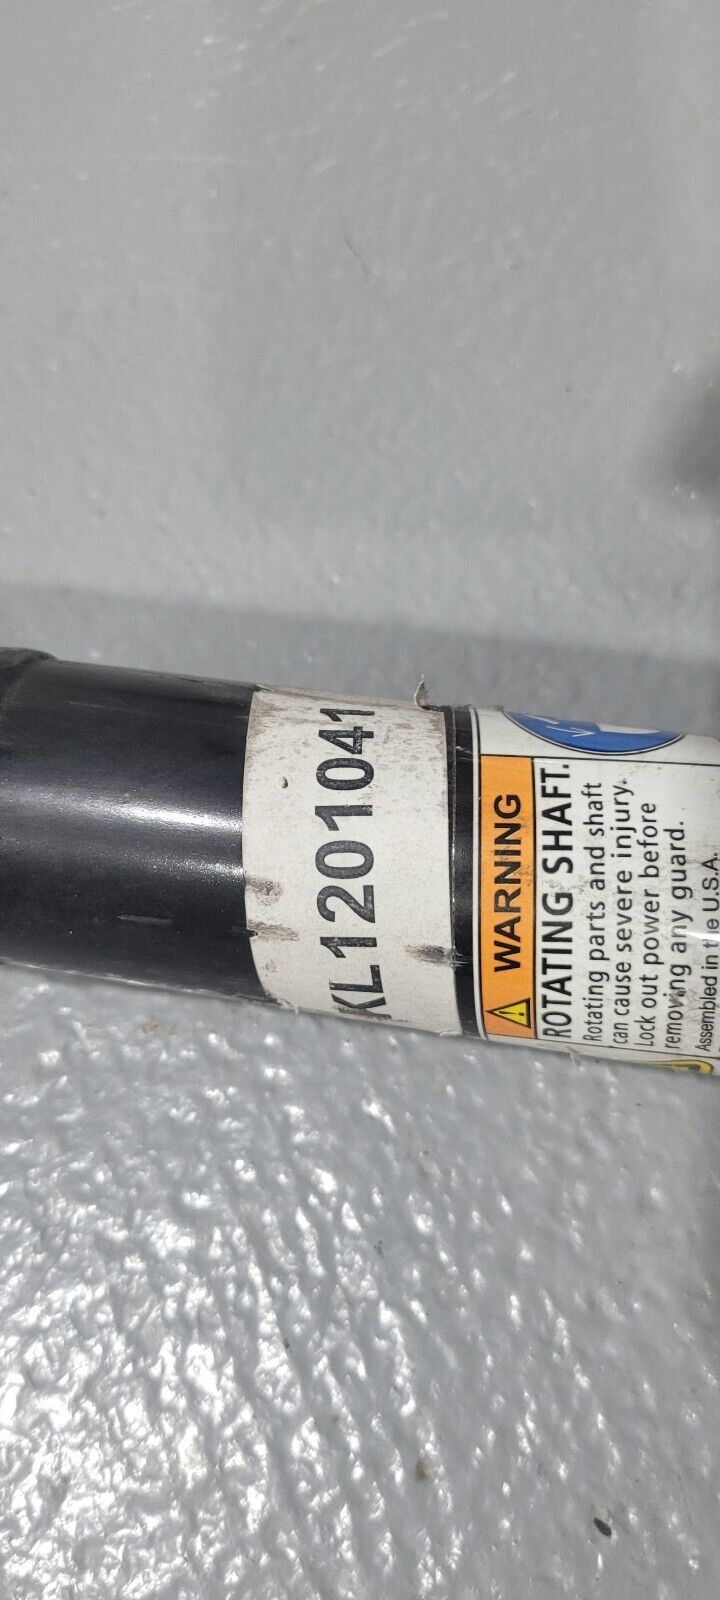 KL1201041
WARNING
ROTATING SHAFT.
Rotating parts and shaft
can cause severe injury.
Lock out power before
removing any guard.
Assembled in the U.S.A.